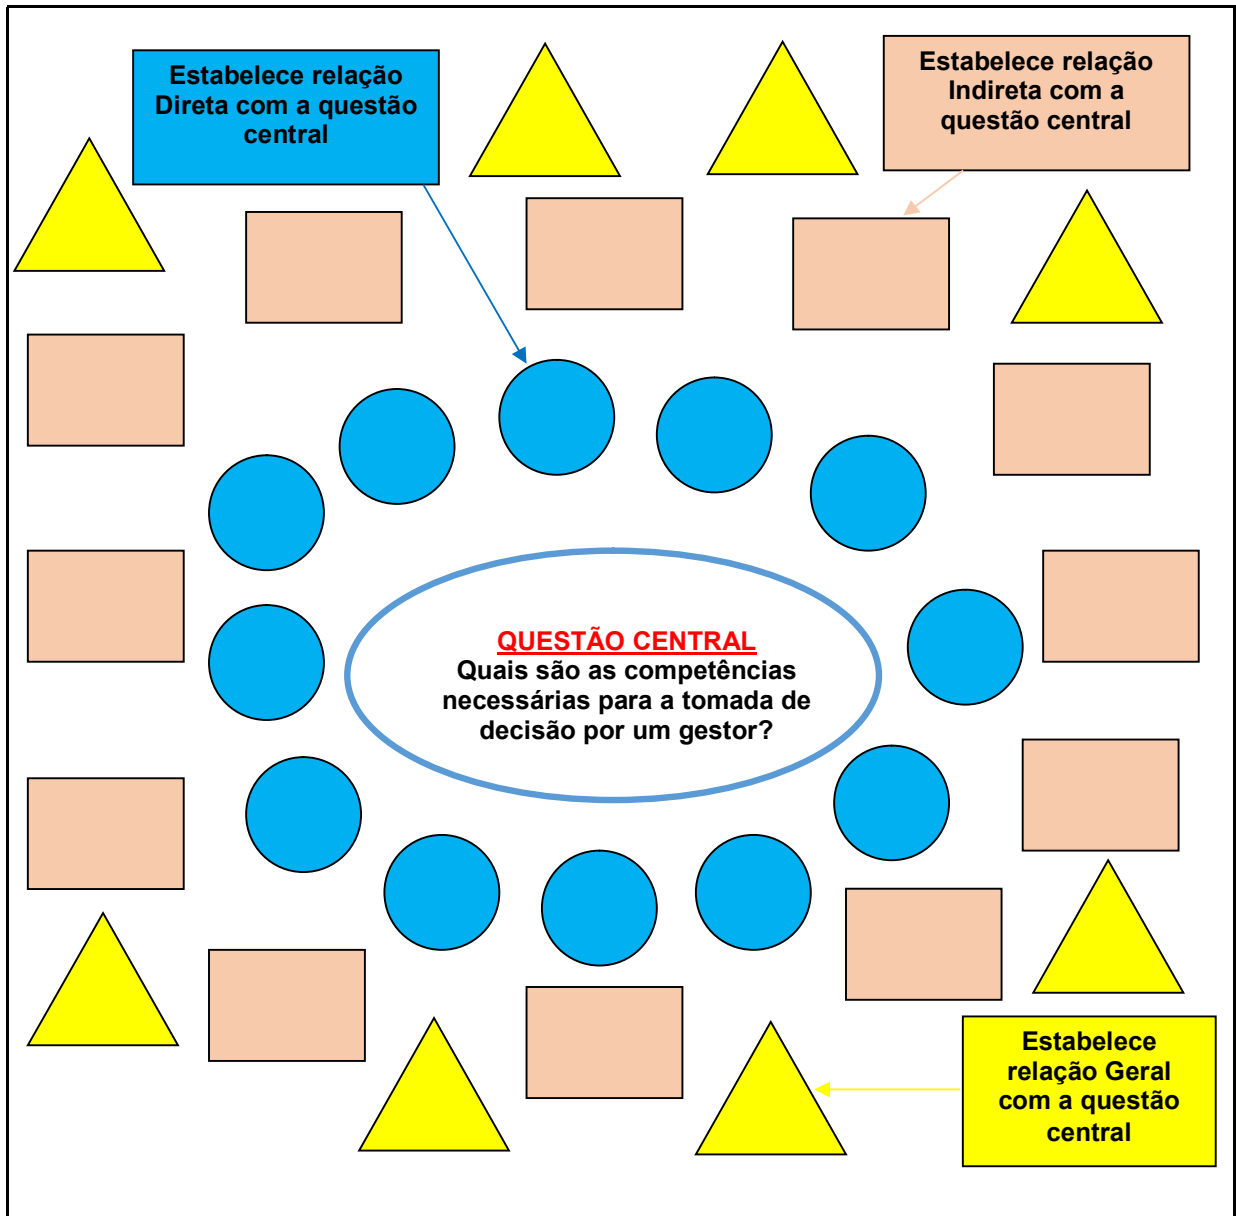 Estabelece relação
Direta com a questão
central
Estabelece relação
Indireta com a
questão central
QUESTÃO CENTRAL
Quais são as competências
necessárias para a tomada de
decisão por um gestor?
Estabelece
relação Geral
com a questão
central